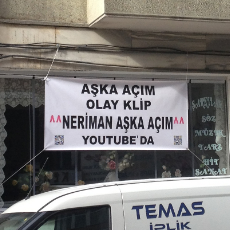 AŞKA AÇIM
OLAY KLİP
^^NERİMAN AŞKA AÇIM^^
YOUTUBE'DA
TEMAS
İPLİK